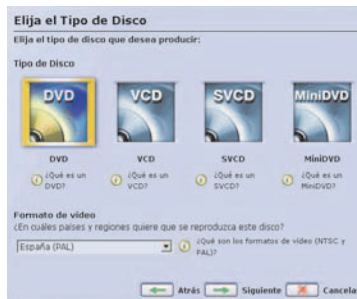 Elija el Tipo de Disco
Elija el tipo de disco que desea producir:
Tipo de Disco
DVD VCD SVCD MiniDVD
DVD VCD SVCD MiniDVD
¿Qué es un DVD? ¿Qué es un VCD? ¿Qué es un SVCD? ¿Qué es un MiniDVD?
Formato de vídeo
¿En cuáles países y regiones quiere que se reproduzca este disco?
España (PAL) ¿Qué son los formatos de vídeo (NTSC y
PAL)?
Atrás Siguiente Cancela